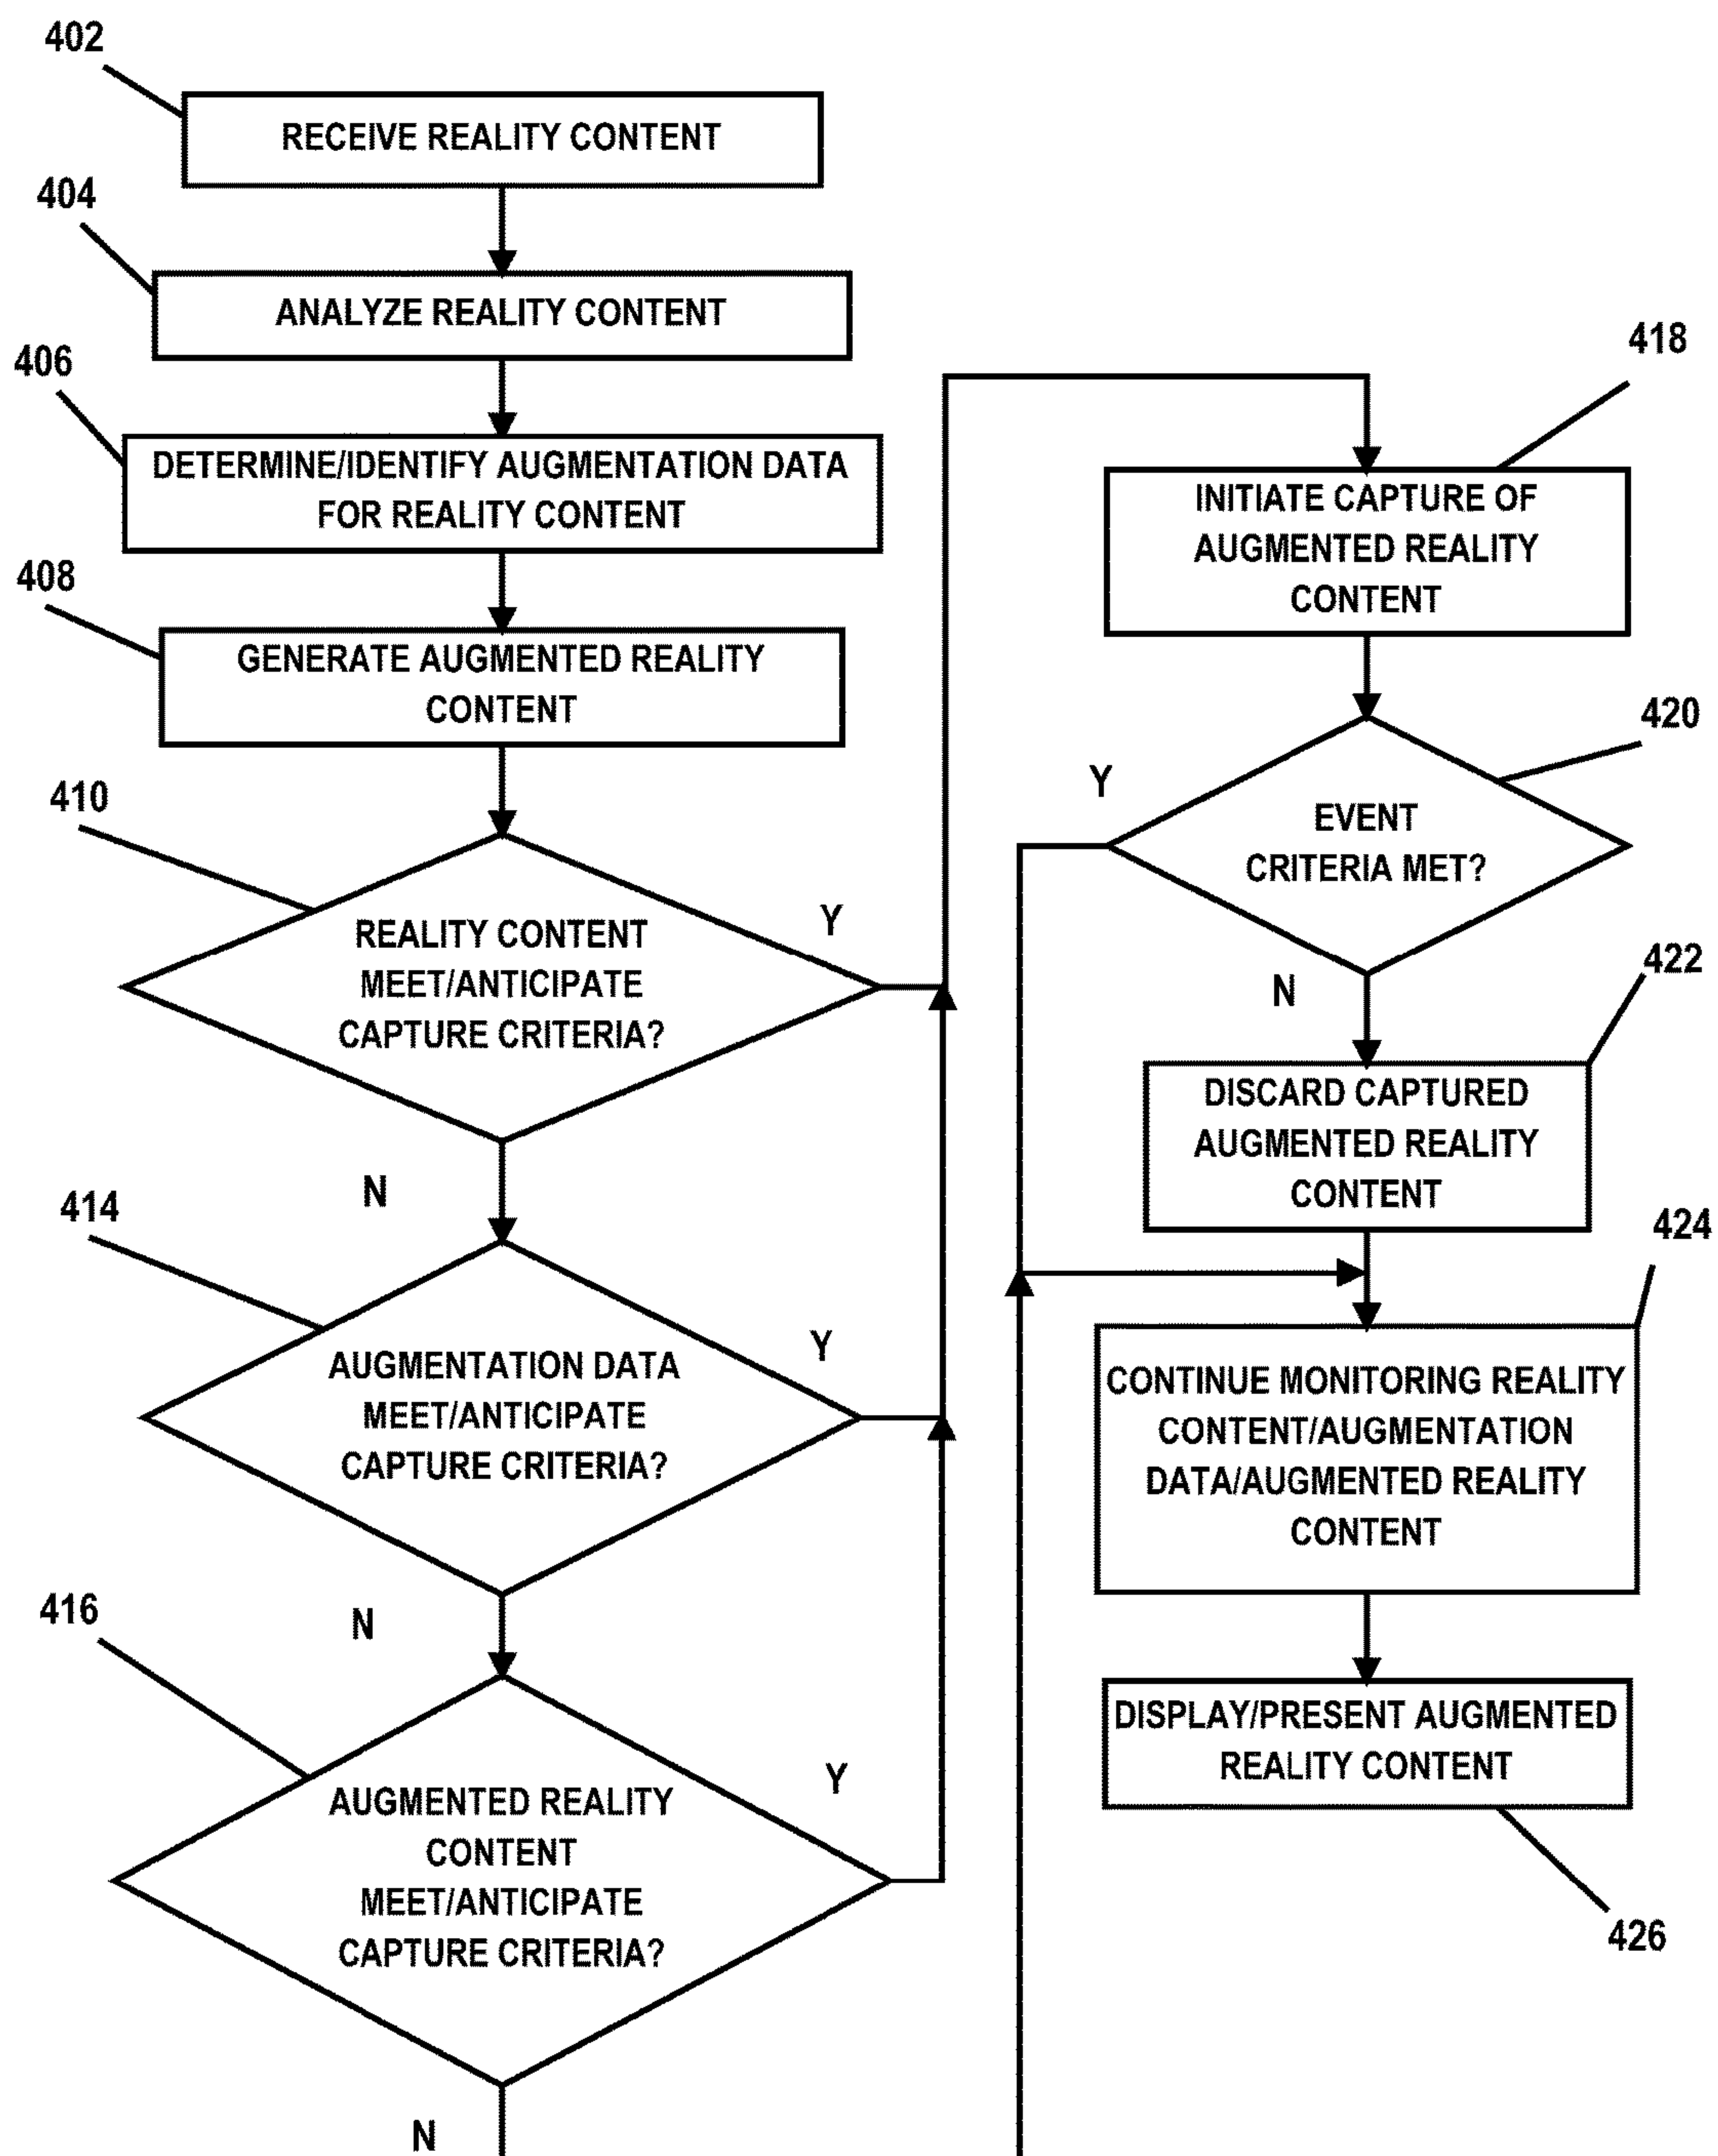 402
RECEIVE REALITY CONTENT
404
ANALYZE REALITY CONTENT
406
DETERMINE/IDENTIFY AUGMENTATION DATA
FOR REALITY CONTENT
408
GENERATE AUGMENTED REALITY
CONTENT
410
REALITY CONTENT
MEET/ANTICIPATE
CAPTURE CRITERIA?
Y
N
414
AUGMENTATION DATA
MEET/ANTICIPATE
CAPTURE CRITERIA?
Y
N
416
AUGMENTED REALITY
CONTENT
MEET/ANTICIPATE
CAPTURE CRITERIA?
Y
N
418
INITIATE CAPTURE OF
AUGMENTED REALITY
CONTENT
420
EVENT
CRITERIA MET?
Y
N
422
DISCARD CAPTURED
AUGMENTED REALITY
CONTENT
424
CONTINUE MONITORING REALITY
CONTENT/AUGMENTATION
DATA/AUGMENTED REALITY
CONTENT
DISPLAY/PRESENT AUGMENTED
REALITY CONTENT
426